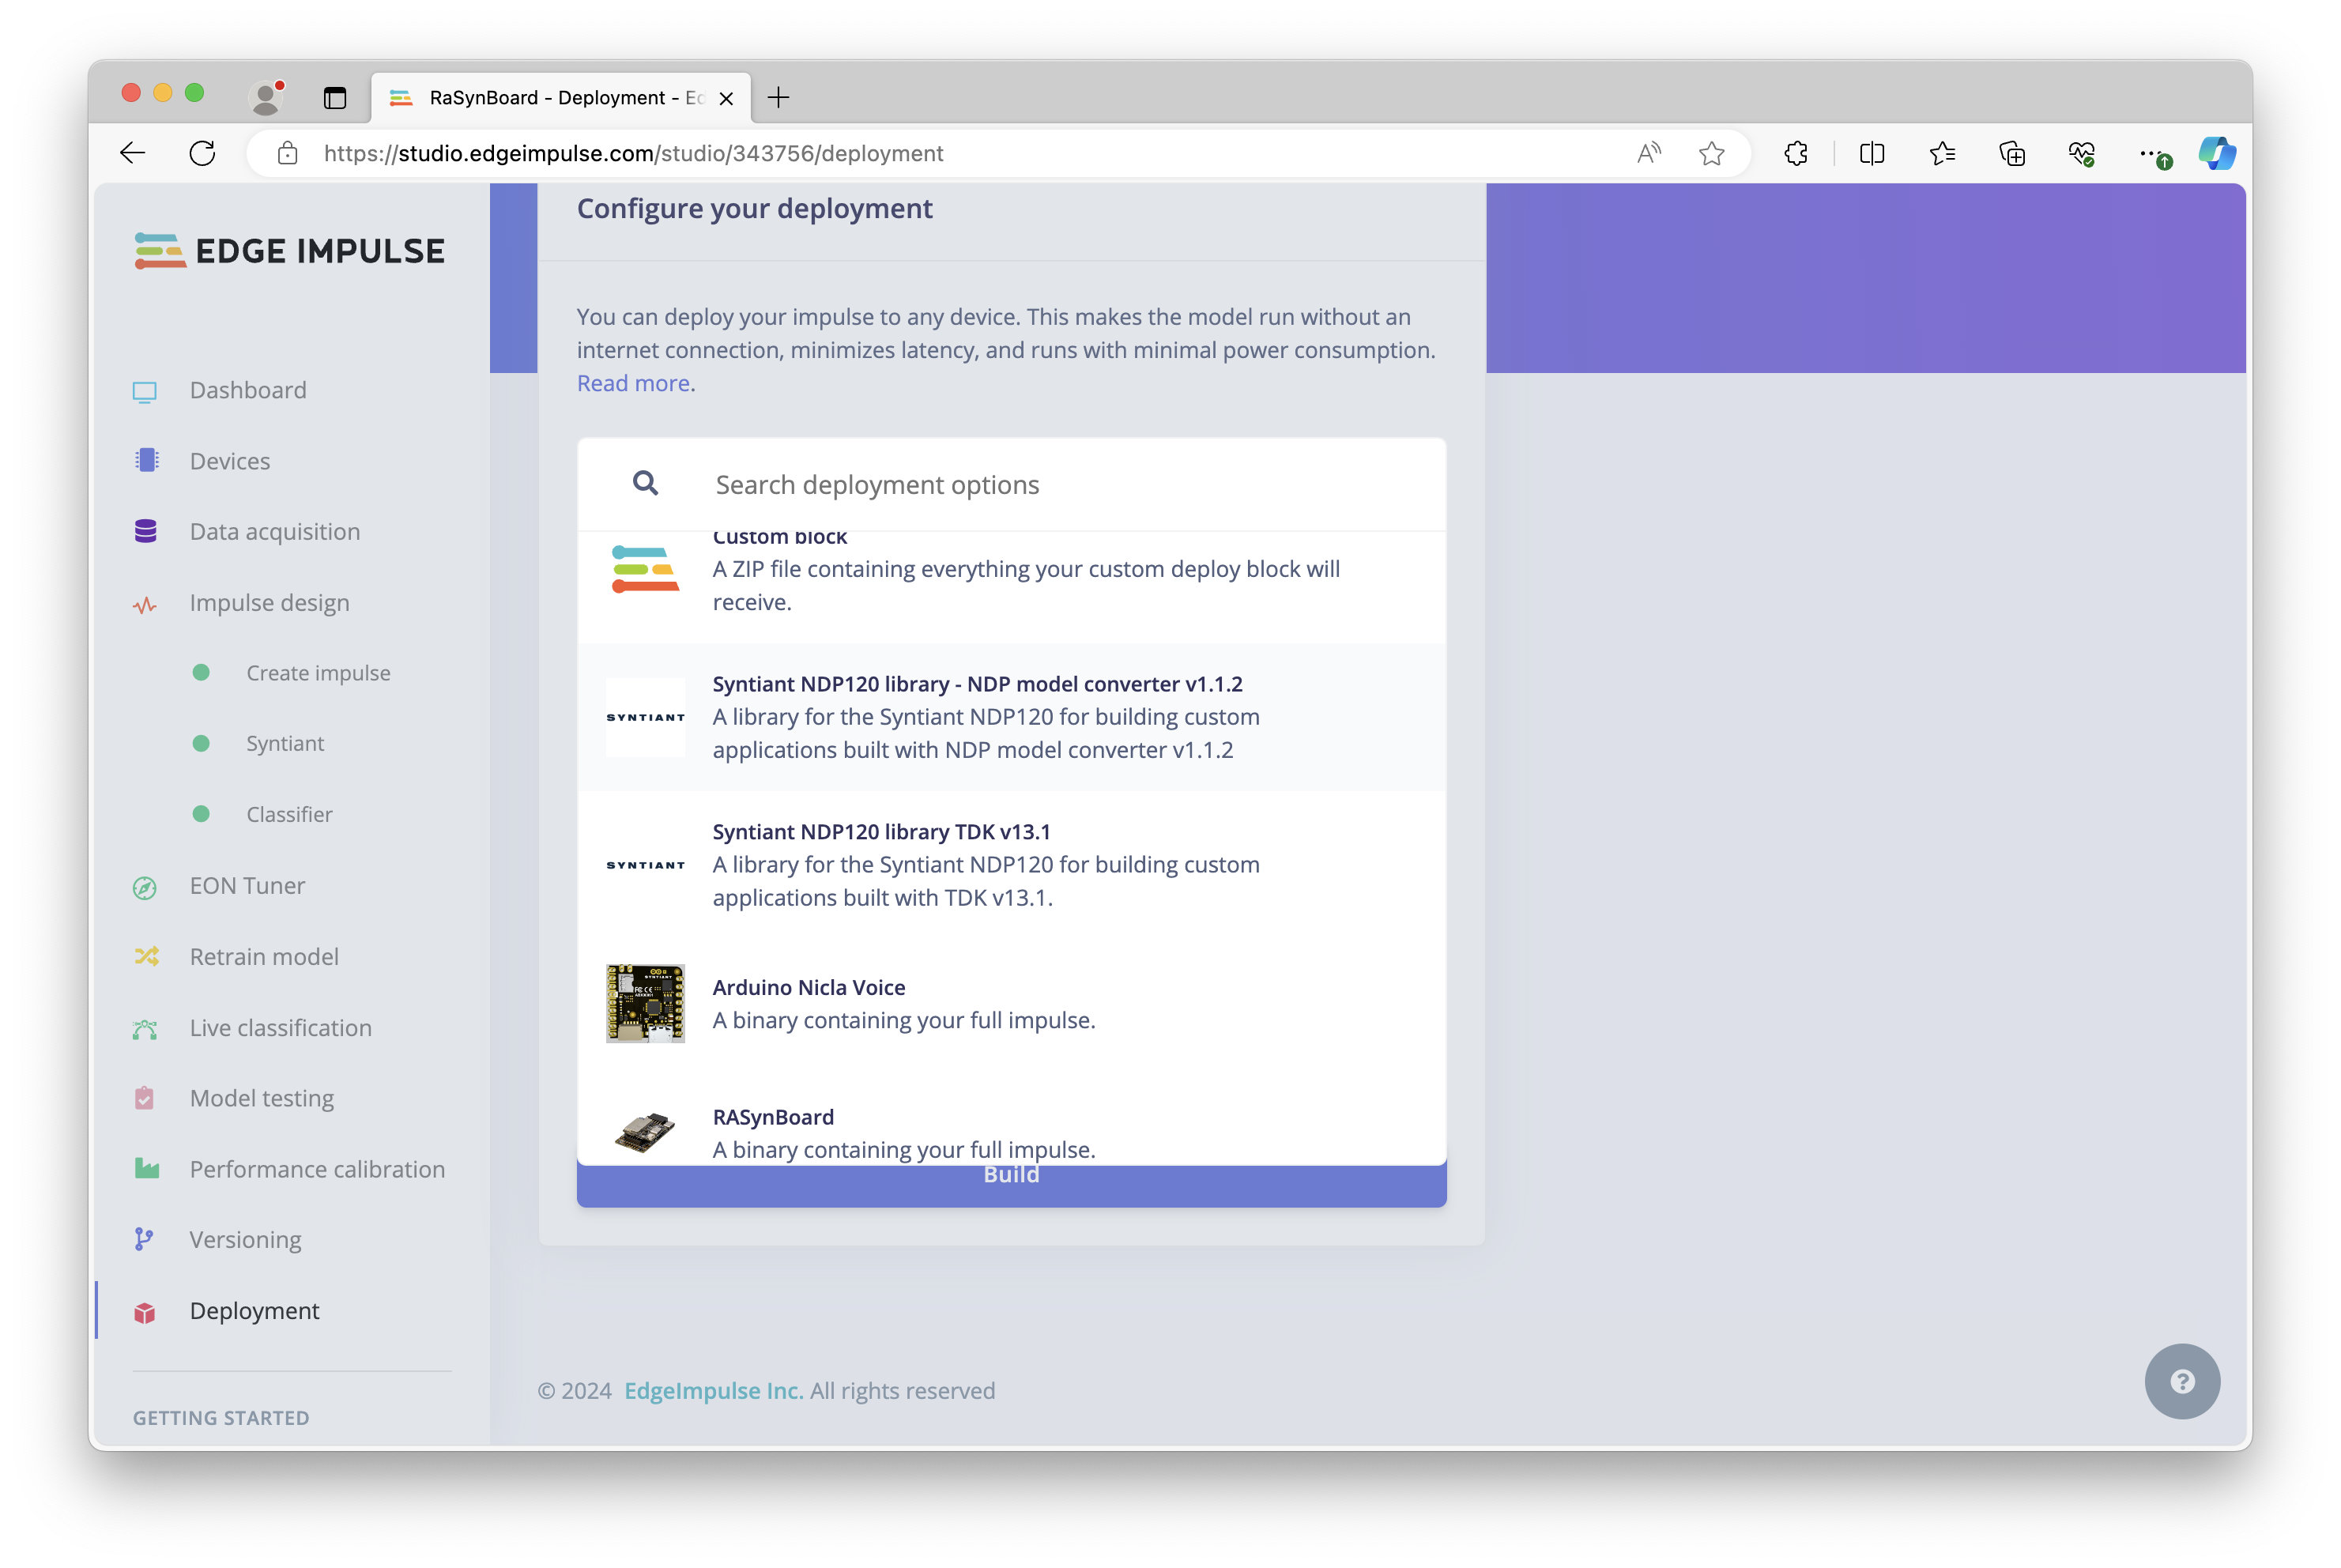 RaSynBoard - Deployment - Ed
https://studio.edgeimpulse.com/studio/343756/deployment
EDGE IMPULSE
Dashboard
Devices
Data acquisition
Impulse design
Create impulse
Syntiant
Classifier
EON Tuner
Retrain model
Live classification
Model testing
Performance calibration
Versioning
Deployment
GETTING STARTED
Configure your deployment
You can deploy your impulse to any device. This makes the model run without an
internet connection, minimizes latency, and runs with minimal power consumption.
Read more.
Search deployment options
Custom block
A ZIP file containing everything your custom deploy block will
receive.
SYNTIANT
Syntiant NDP120 library - NDP model converter v1.1.2
A library for the Syntiant NDP120 for building custom
applications built with NDP model converter v1.1.2
SYNTIANT
Syntiant NDP120 library TDK v13.1
A library for the Syntiant NDP120 for building custom
applications built with TDK v13.1.
Arduino Nicla Voice
A binary containing your full impulse.
RASynBoard
A binary containing your full impulse.
Build
© 2024 EdgeImpulse Inc. All rights reserved
?